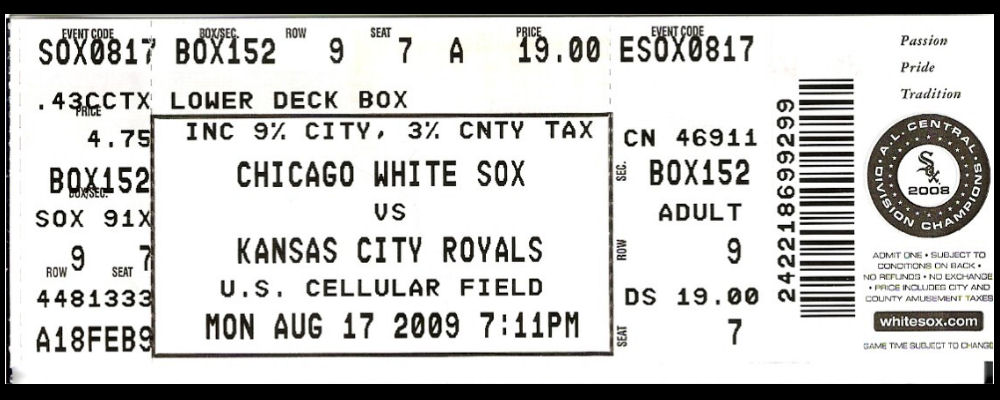 EVENT CODE BOX/SEC. ROW SEAT PRICE EVENT CODE
SOX0817 BOX152 9 7 A 19.00 ESOX0817
.43CCTX LOWER DECK BOX
PRICE
4.75 INC 9% CITY, 3% CNTY TAX CN 46911
BOX152 CHICAGO WHITE SOX SEC. BOX152
BOX/SEC.
SOX 91X VS ADULT
9 7 KANSAS CITY ROYALS ROW 9
ROW SEAT
4481333 U.S. CELLULAR FIELD DS 19.00
A18FEB9 MON AUG 17 2009 7:11PM SEAT 7
2422186992999
Passion
Pride
Tradition
A.L. CENTRAL
Sox
2008
DIVISION CHAMPIONS
ADMIT ONE • SUBJECT TO
CONDITIONS ON BACK •
NO REFUNDS • NO EXCHANGE
• PRICE INCLUDES CITY AND
COUNTY AMUSEMENT TAXES
whitesox.com
GAME TIME SUBJECT TO CHANGE